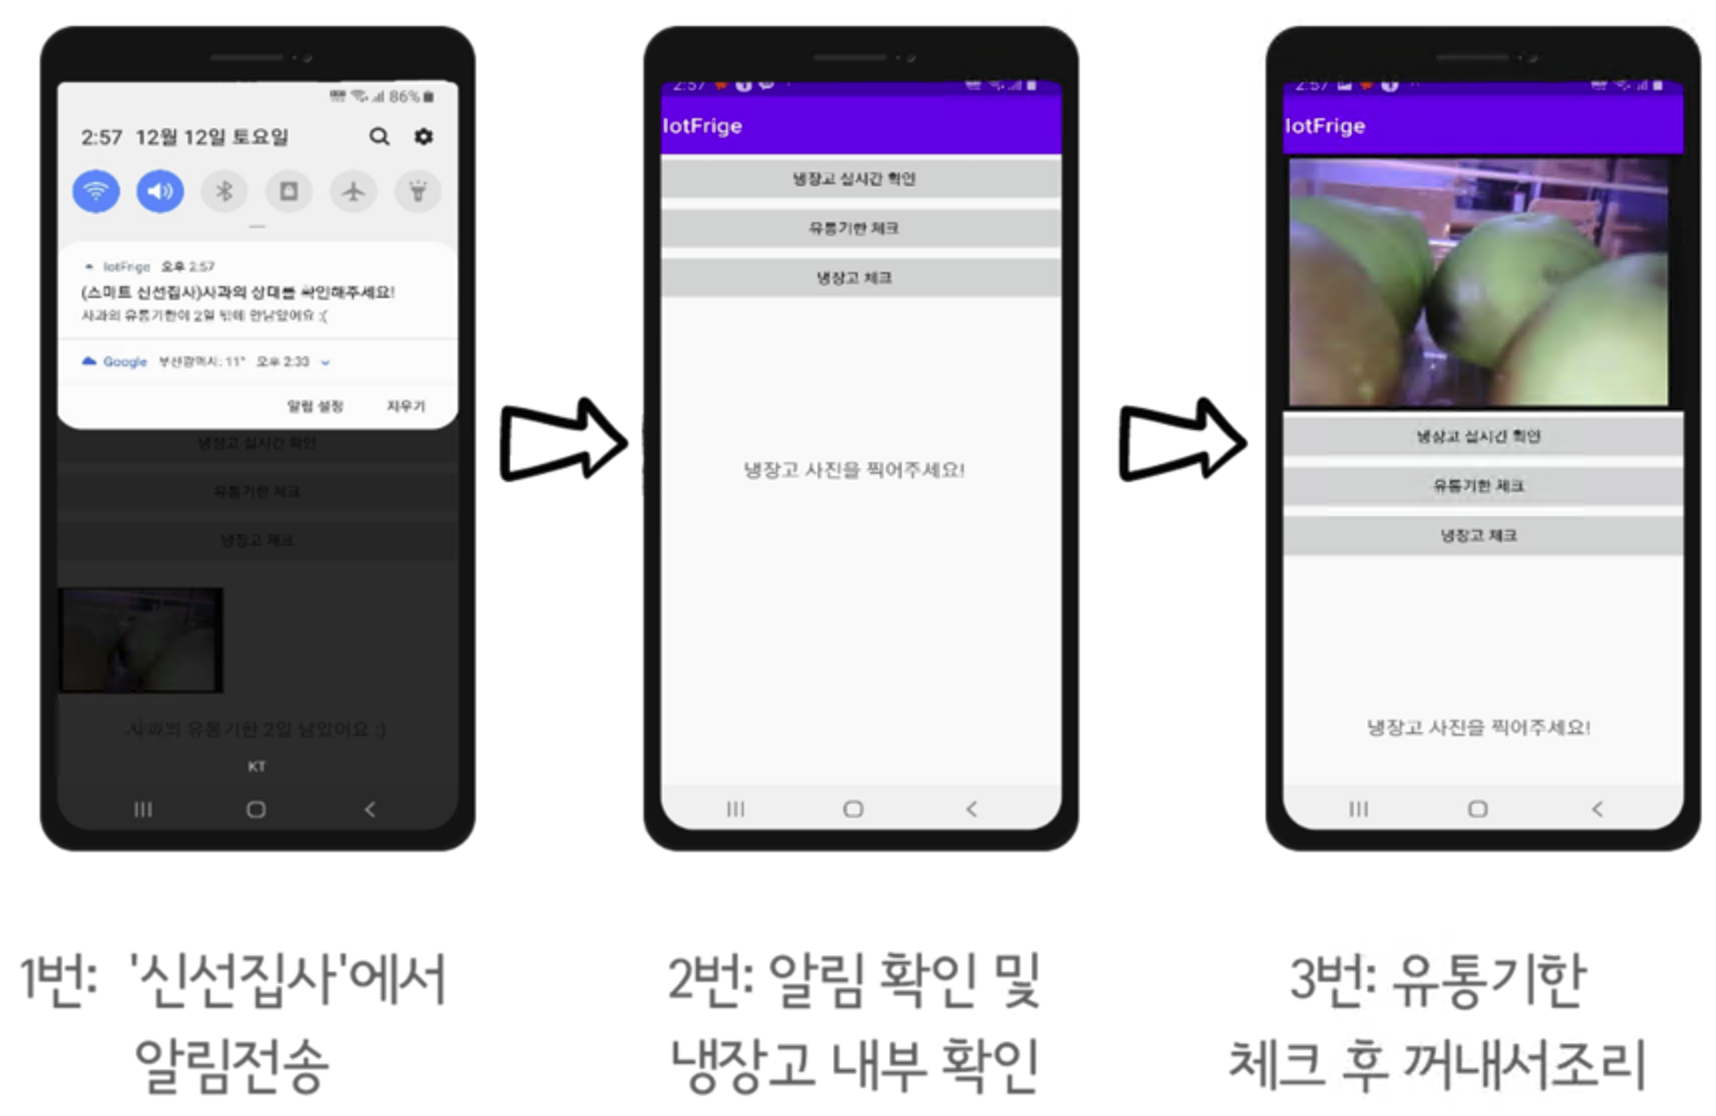 86%
2:57 12월 12일 토요일
IotFrige 오후 2:57
(스마트 신선집사)사과의 상태를 확인해주세요!
사과의 유통기한이 2일 밖에 안남았어요 :(
Google 부산광역시: 11° 오후 2:33
알림 설정 지우기
냉장고 실시간 확인
유통기한 체크
냉장고 체크
사과의 유통기한 2일 남았어요 :)
KT
1번: '신선집사'에서
알림전송
2:57
IotFrige
냉장고 실시간 확인
유통기한 체크
냉장고 체크
냉장고 사진을 찍어주세요!
2번: 알림 확인 및
냉장고 내부 확인
2:57
IotFrige
냉장고 실시간 확인
유통기한 체크
냉장고 체크
냉장고 사진을 찍어주세요!
3번: 유통기한
체크 후 꺼내서조리